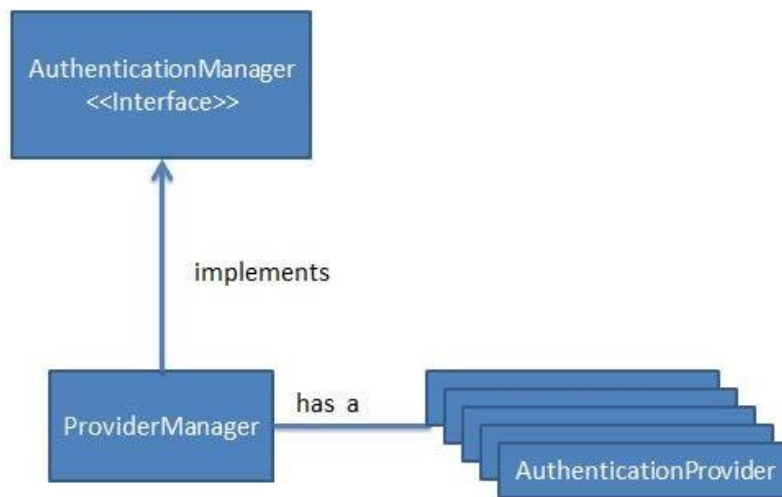 AuthenticationManager
<<Interface>>
implements
ProviderManager
has a
AuthenticationProvider